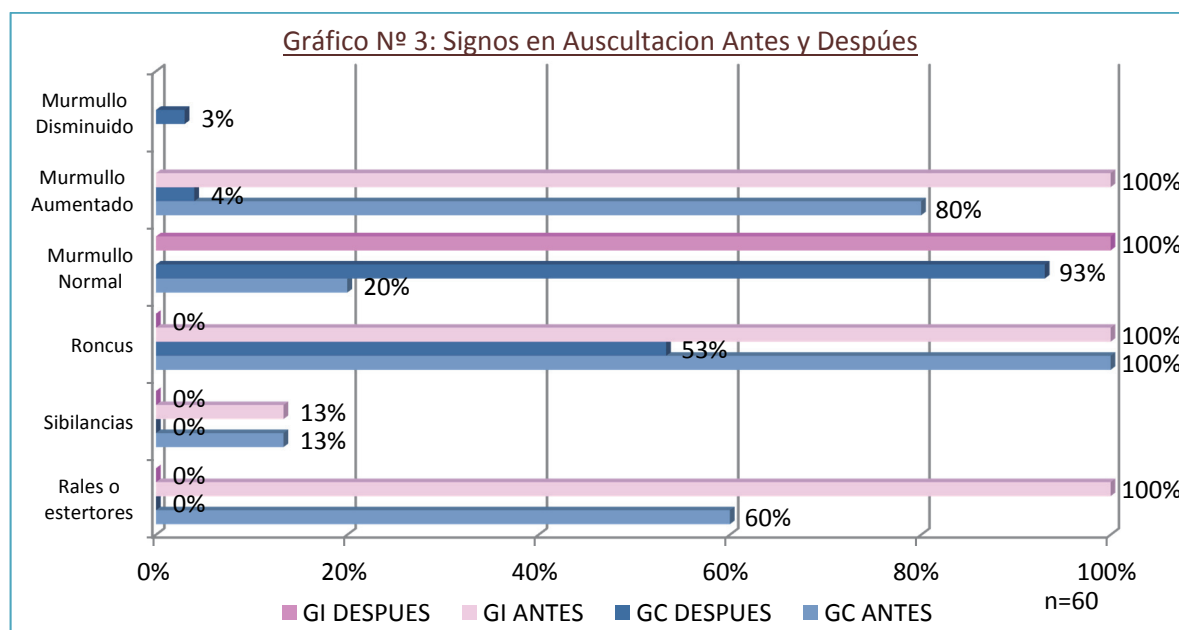 Gráfico Nº 3: Signos en Auscultacion Antes y Despúes
Murmullo
Disminuido
3%
Murmullo
Aumentado
100%
4%
80%
Murmullo
Normal
100%
93%
20%
Roncus
0%
100%
53%
100%
Sibilancias
0%
13%
0%
13%
Rales o
estertores
0%
100%
0%
60%
0% 20% 40% 60% 80% 100%
GI DESPUES GI ANTES GC DESPUES GC ANTES
n=60